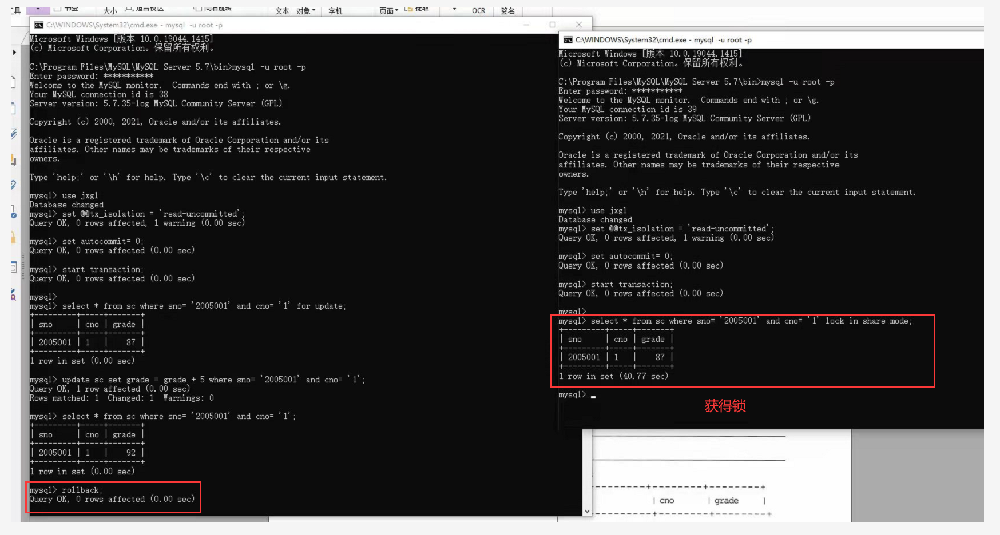 工具
书签
大小
适合视区
向右旋转
文本 对象
字机
页面
提取
OCR
签名
C:\WINDOWS\System32\cmd.exe - mysql -u root -p
Microsoft Windows [版本 10.0.19044.1415]
(c) Microsoft Corporation。保留所有权利。
C:\Program Files\MySQL\MySQL Server 5.7\bin>mysql -u root -p
Enter password: ***********
Welcome to the MySQL monitor.  Commands end with ; or \g.
Your MySQL connection id is 38
Server version: 5.7.35-log MySQL Community Server (GPL)
Copyright (c) 2000, 2021, Oracle and/or its affiliates.
Oracle is a registered trademark of Oracle Corporation and/or its
affiliates. Other names may be trademarks of their respective
owners.
Type 'help;' or '\h' for help. Type '\c' to clear the current input statement.
mysql> use jxgl
Database changed
mysql> set @@tx_isolation = 'read-uncommitted';
Query OK, 0 rows affected, 1 warning (0.00 sec)
mysql> set autocommit= 0;
Query OK, 0 rows affected (0.00 sec)
mysql> start transaction;
Query OK, 0 rows affected (0.00 sec)
mysql>
mysql> select * from sc where sno= '2005001' and cno= '1' for update;
+---------+-----+-------+
| sno     | cno | grade |
+---------+-----+-------+
| 2005001 | 1   |    87 |
+---------+-----+-------+
1 row in set (0.00 sec)
mysql> update sc set grade = grade + 5 where sno= '2005001' and cno= '1';
Query OK, 1 row affected (0.00 sec)
Rows matched: 1  Changed: 1  Warnings: 0
mysql> select * from sc where sno= '2005001' and cno= '1';
+---------+-----+-------+
| sno     | cno | grade |
+---------+-----+-------+
| 2005001 | 1   |    92 |
+---------+-----+-------+
1 row in set (0.00 sec)
mysql> rollback;
Query OK, 0 rows affected (0.00 sec)
C:\WINDOWS\System32\cmd.exe - mysql -u root -p
Microsoft Windows [版本 10.0.19044.1415]
(c) Microsoft Corporation。保留所有权利。
C:\Program Files\MySQL\MySQL Server 5.7\bin>mysql -u root -p
Enter password: ***********
Welcome to the MySQL monitor.  Commands end with ; or \g.
Your MySQL connection id is 39
Server version: 5.7.35-log MySQL Community Server (GPL)
Copyright (c) 2000, 2021, Oracle and/or its affiliates.
Oracle is a registered trademark of Oracle Corporation and/or its
affiliates. Other names may be trademarks of their respective
owners.
Type 'help;' or '\h' for help. Type '\c' to clear the current input statement.
mysql> use jxgl
Database changed
mysql> set @@tx_isolation = 'read-uncommitted';
Query OK, 0 rows affected, 1 warning (0.00 sec)
mysql> set autocommit= 0;
Query OK, 0 rows affected (0.00 sec)
mysql> start transaction;
Query OK, 0 rows affected (0.00 sec)
mysql>
mysql> select * from sc where sno= '2005001' and cno= '1' lock in share mode;
+---------+-----+-------+
| sno     | cno | grade |
+---------+-----+-------+
| 2005001 | 1   |    87 |
+---------+-----+-------+
1 row in set (40.77 sec)
mysql>
获得锁
----------+--------+--------+
| cno | grade |
----------+--------+--------+